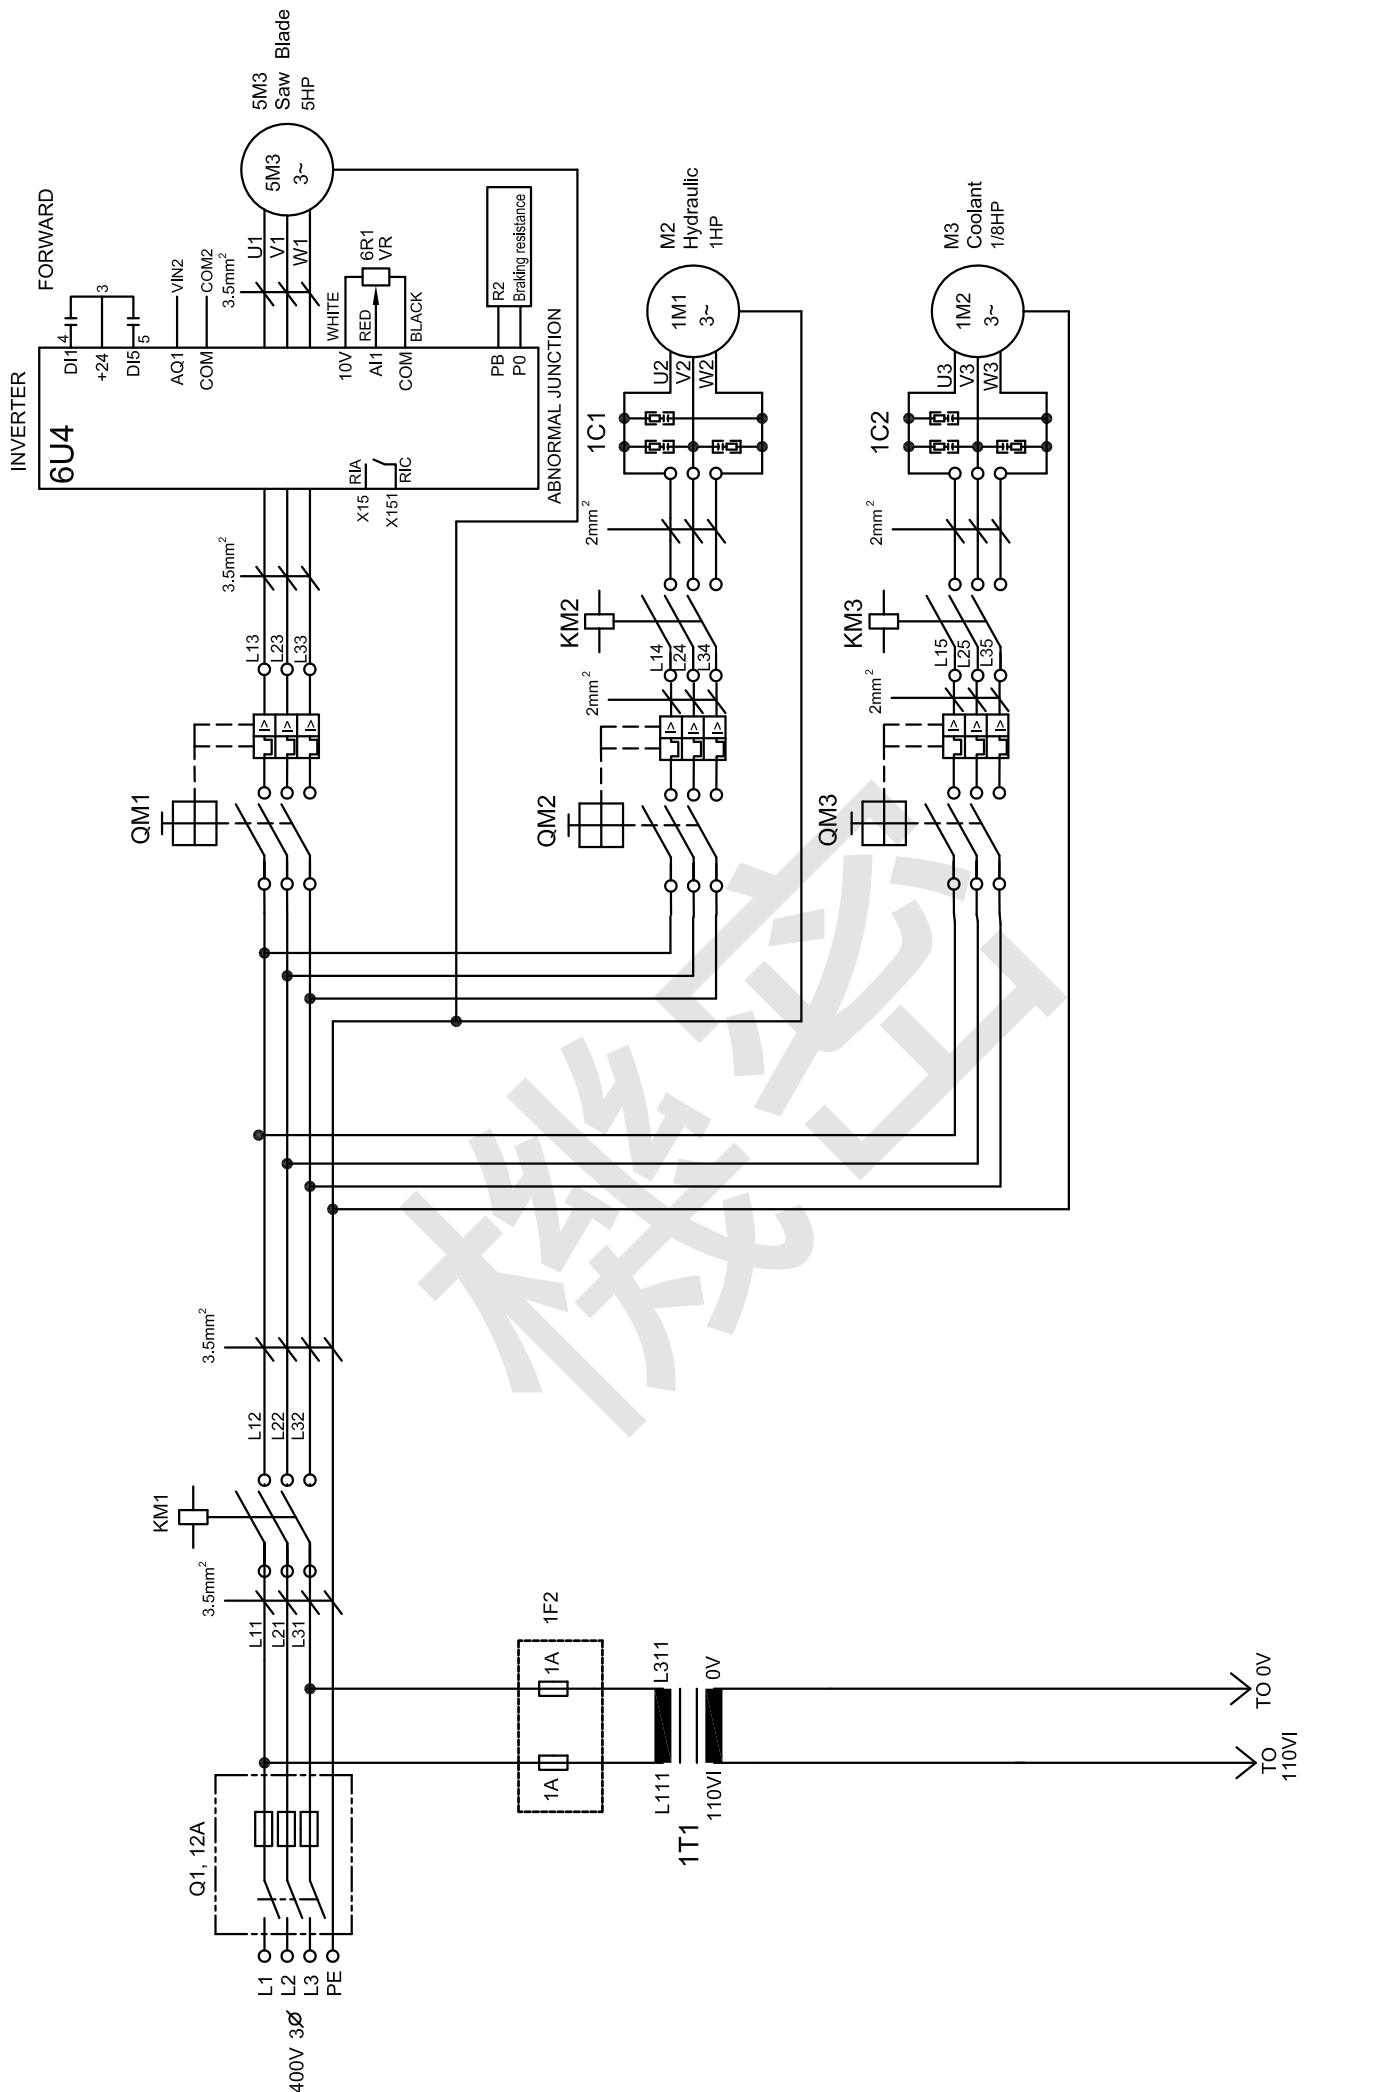 400V 3Ø
L1
L2
L3
PE
Q1, 12A
L11
L21
L31
3.5mm²
KM1
L12
L22
L32
3.5mm²
QM1
L13
L23
L33
3.5mm²
INVERTER
6U4
FORWARD
DI1
4
+24
3
DI5
5
AQ1
VIN2
COM
COM2
3.5mm²
U1
V1
W1
5M3
3~
5M3
Saw Blade
5HP
10V
WHITE
AI1
RED
COM
BLACK
6R1
VR
PB
P0
R2
Braking resistance
X15
RIA
X151
RIC
ABNORMAL JUNCTION
I>
I>
I>
QM2
I>
I>
I>
2mm²
KM2
L14
L24
L34
2mm²
1C1
U2
V2
W2
1M1
3~
M2
Hydraulic
1HP
QM3
I>
I>
I>
2mm²
KM3
L15
L25
L35
2mm²
1C2
U3
V3
W3
1M2
3~
M3
Coolant
1/8HP
1F2
1A
1A
L111
L311
1T1
110VI
0V
TO 0V
TO
110VI
機密